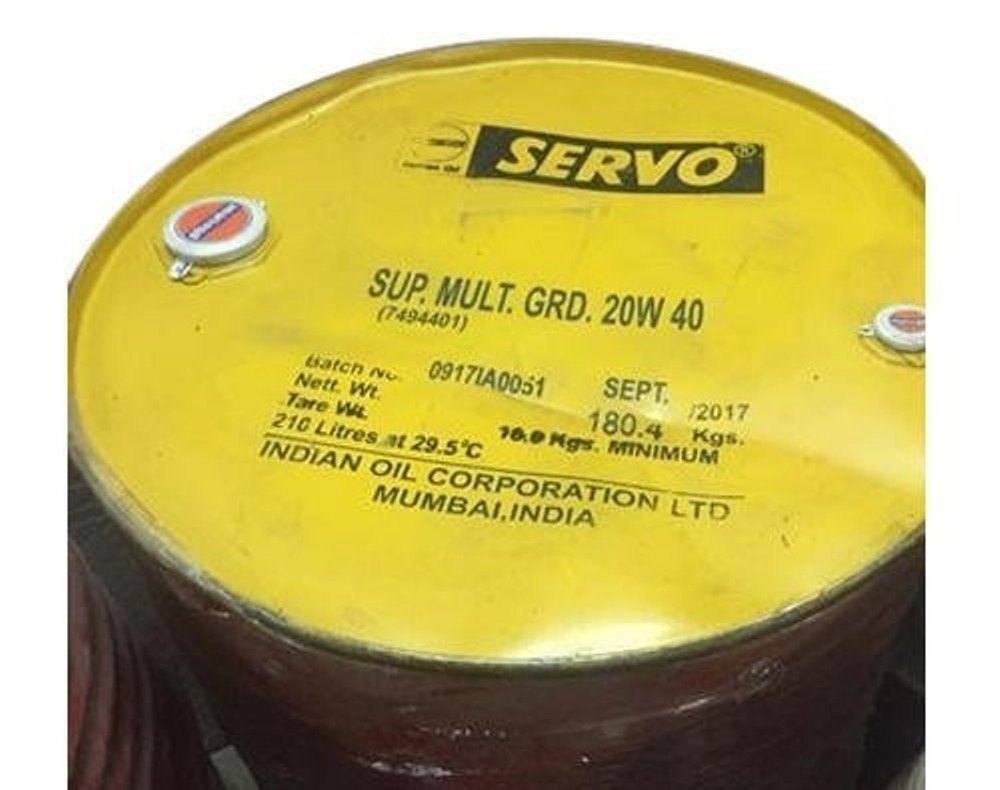 SERVO®
SUP. MULT. GRD. 20W 40
(7494401)
Batch No. 0917IA0051 SEPT. /2017
Nett. Wt. 180.4 Kgs.
Tare Wt. Kgs. MINIMUM
210 Litres at 29.5°C
INDIAN OIL CORPORATION LTD
MUMBAI.INDIA